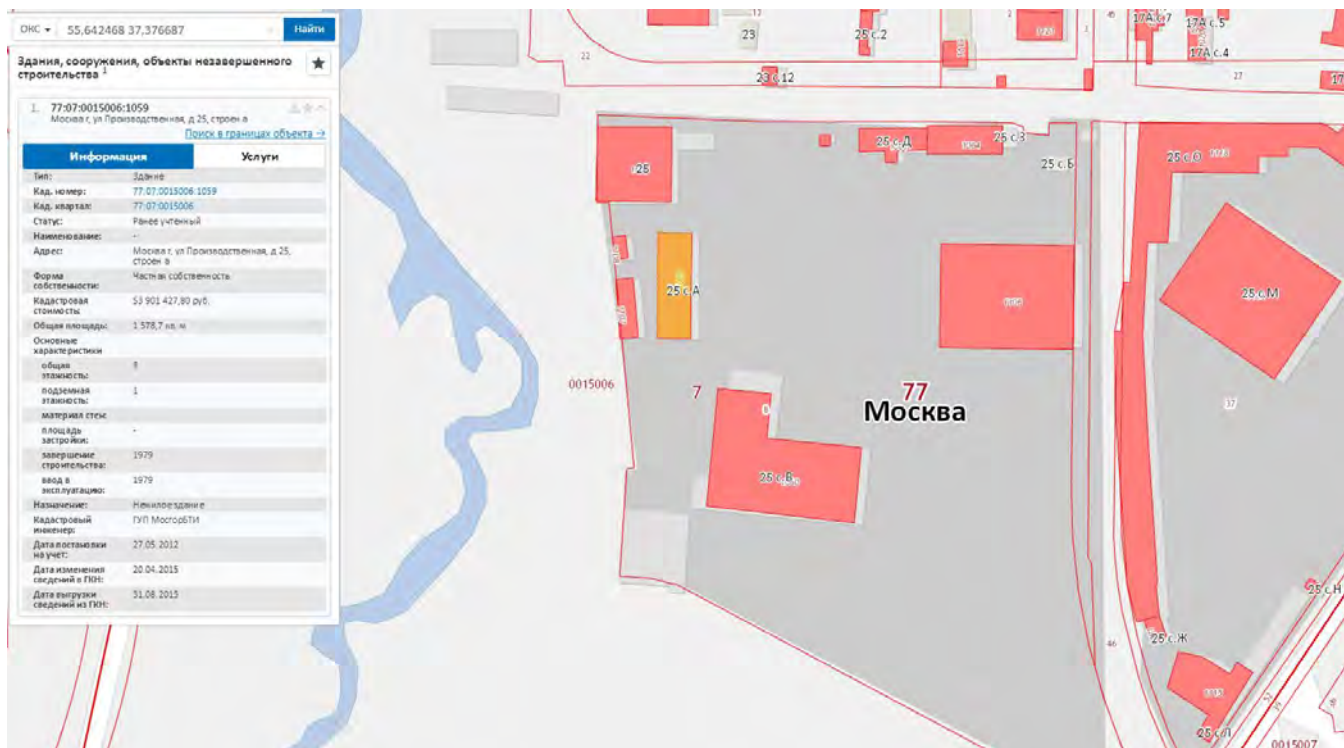 ОКС 55,642468 37,376687 Найти
Здания, сооружения, объекты незавершенного
строительства 1
1. 77:07:0015006:1059
Москва г, ул Производственная, д 25, строен а
Поиск в границах объекта →
Информация Услуги
Тип: Здание
Кад. номер: 77:07:0015006:1059
Кад. квартал: 77:07:0015006
Статус: Ранее учтенный
Наименование: -
Адрес: Москва г, ул Производственная, д 25,
строен а
Форма
собственности: Частная собственность
Кадастровая
стоимость: 53 901 427,80 руб.
Общая площадь: 1 578,7 кв. м
Основные
характеристики
общая
этажность:
подземная
этажность: 1
материал стен:
площадь
застройки: -
завершение
строительства: 1979
ввод в
эксплуатацию: 1979
Назначение: Нежилое здание
Кадастровый
инженер: ГУП МосгорБТИ
Дата постановки
на учет: 27.05.2012
Дата изменения
сведений в ГКН: 20.04.2015
Дата выгрузки
сведений из ГКН: 31.08.2015
23
25 с.2
17А с.7
17А с.5
17А с.4
22
23 с.12
27
25
25 с.Д
25 с.З
25 с.Б
25 с.О
25 с.А
25 с.М
0015006
7
77
Москва
37
25 с.В
46
25 с.Н
25 с.Ж
25 с.П
0015007